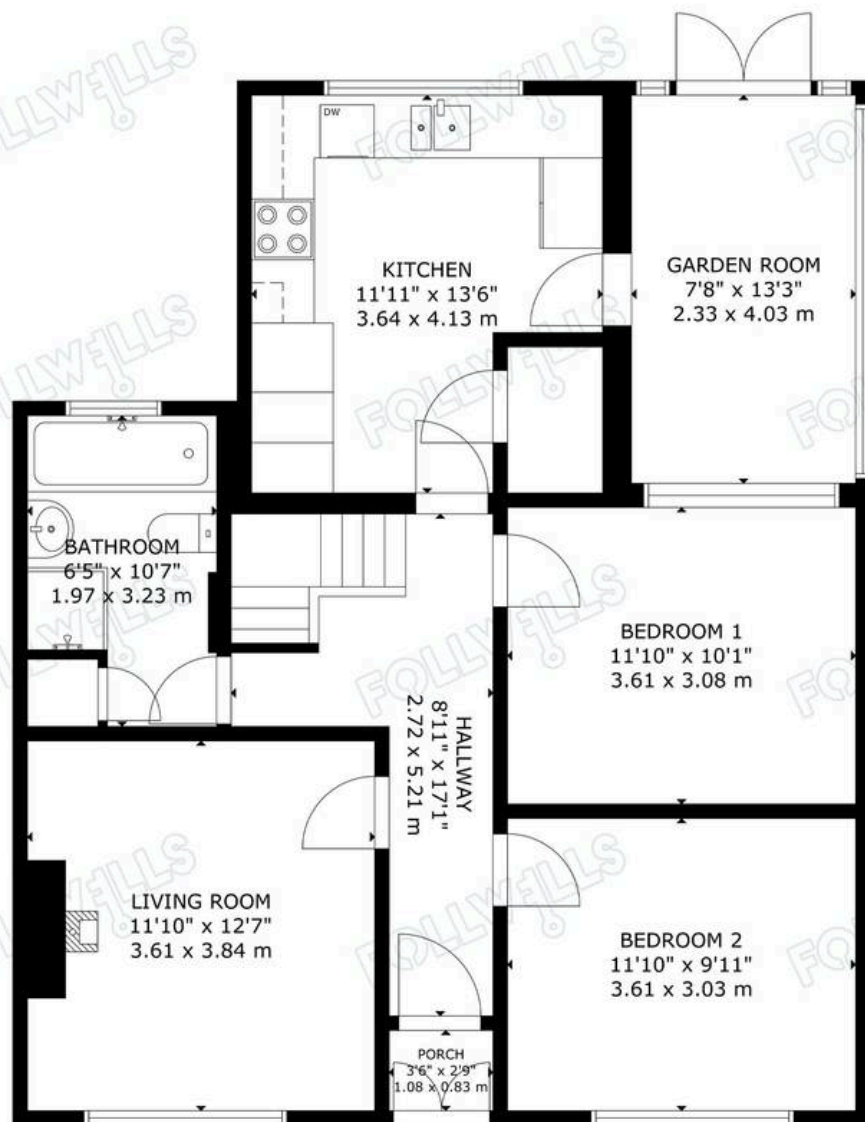 DW
KITCHEN
11'11" x 13'6"
3.64 x 4.13 m
GARDEN ROOM
7'8" x 13'3"
2.33 x 4.03 m
BATHROOM
6'5" x 10'7"
1.97 x 3.23 m
BEDROOM 1
11'10" x 10'1"
3.61 x 3.08 m
HALLWAY
8'11" x 17'1"
2.72 x 5.21 m
LIVING ROOM
11'10" x 12'7"
3.61 x 3.84 m
BEDROOM 2
11'10" x 9'11"
3.61 x 3.03 m
PORCH
3'6" x 2'9"
1.08 x 0.83 m
FOLLWELLS
FOLLWELLS
FOLLWELLS
FOLLWELLS